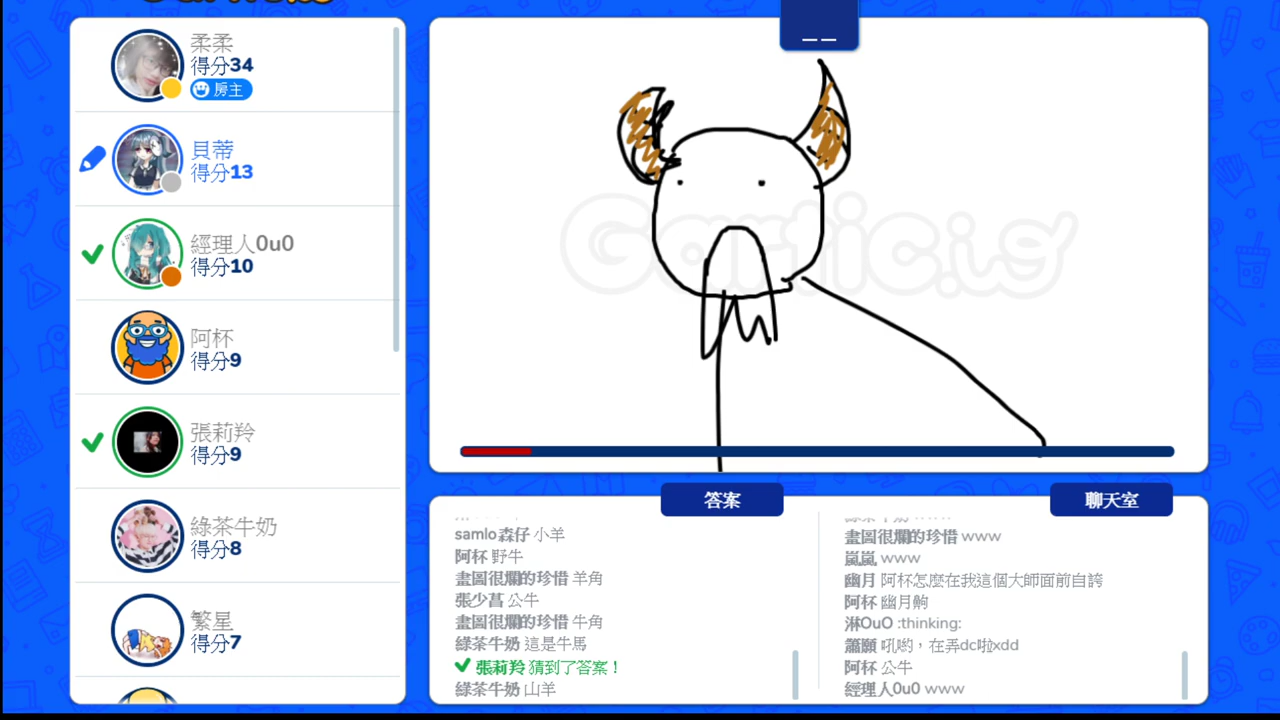 柔柔
得分34
房主
貝蒂
得分13
經理人0u0
得分10
阿杯
得分9
張莉羚
得分9
綠茶牛奶
得分8
繁星
得分7
Gartic.io
答案
samlo森仔 小羊
阿杯 野牛
畫圖很爛的珍惜 羊角
張少菖 公牛
畫圖很爛的珍惜 牛角
綠茶牛奶 這是牛馬
張莉羚 猜到了答案！
綠茶牛奶 山羊
聊天室
畫圖很爛的珍惜 www
嵐嵐 www
幽月 阿杯怎麼在我這個大師面前自誇
阿杯 幽月齁
淋OuO :thinking:
簫願 吼喲，在弄dc啦xdd
阿杯 公牛
經理人0u0 www